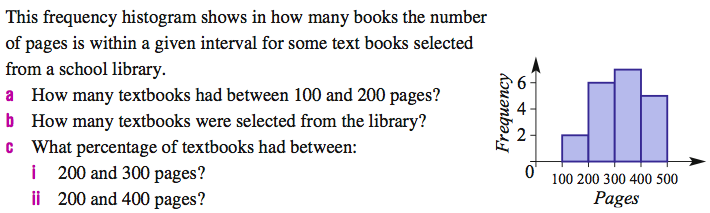 This frequency histogram shows in how many books the number
of pages is within a given interval for some text books selected
from a school library.
a How many textbooks had between 100 and 200 pages?
b How many textbooks were selected from the library?
c What percentage of textbooks had between:
i 200 and 300 pages?
ii 200 and 400 pages?
Frequency
6
4
2
0
100 200 300 400 500
Pages